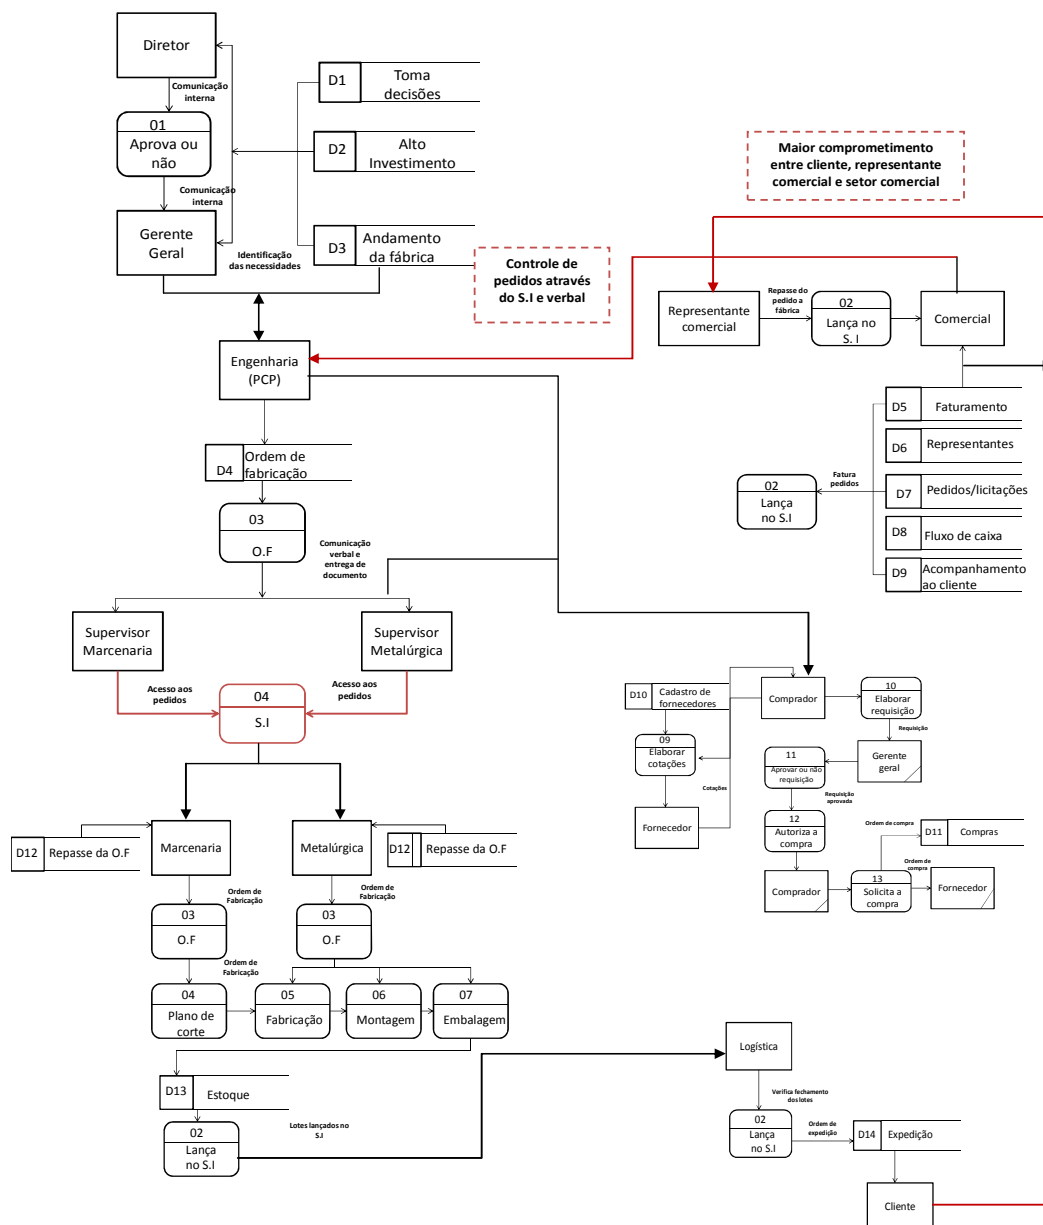 Diretor
Comunicação
interna
01
Aprova ou
não
Comunicação
interna
Gerente
Geral
D1
Toma
decisões
D2
Alto
Investimento
D3
Andamento
da fábrica
Identificação
das necessidades
Controle de
pedidos através
do S.I e verbal
Maior comprometimento
entre cliente, representante
comercial e setor comercial
Representante
comercial
Repasse do
pedido a
fábrica
02
Lança no
S. I
Comercial
Engenharia
(PCP)
D4
Ordem de
fabricação
03
O.F
Comunicação
verbal e
entrega de
documento
D5
Faturamento
D6
Representantes
D7
Pedidos/licitações
D8
Fluxo de caixa
D9
Acompanhamento
ao cliente
Fatura
pedidos
02
Lança
no S.I
Supervisor
Marcenaria
Supervisor
Metalúrgica
Acesso aos
pedidos
04
S.I
Acesso aos
pedidos
D10
Cadastro de
fornecedores
09
Elaborar
cotações
Cotações
Fornecedor
Comprador
10
Elaborar
requisição
Requisição
Gerente
geral
11
Aprovar ou não
requisição
Requisição
aprovada
12
Autoriza a
compra
Comprador
13
Solicita a
compra
Ordem de compra
D11
Compras
Ordem de
compra
Fornecedor
D12
Repasse da O.F
Marcenaria
Metalúrgica
D12
Repasse da O.F
Ordem de
Fabricação
Ordem de
Fabricação
03
O.F
03
O.F
Ordem de
Fabricação
04
Plano de
corte
05
Fabricação
06
Montagem
07
Embalagem
D13
Estoque
02
Lança
no S.I
Lotes lançados no
S.I
Logística
Verifica fechamento
dos lotes
02
Lança
no S.I
Ordem de
expedição
D14
Expedição
Cliente